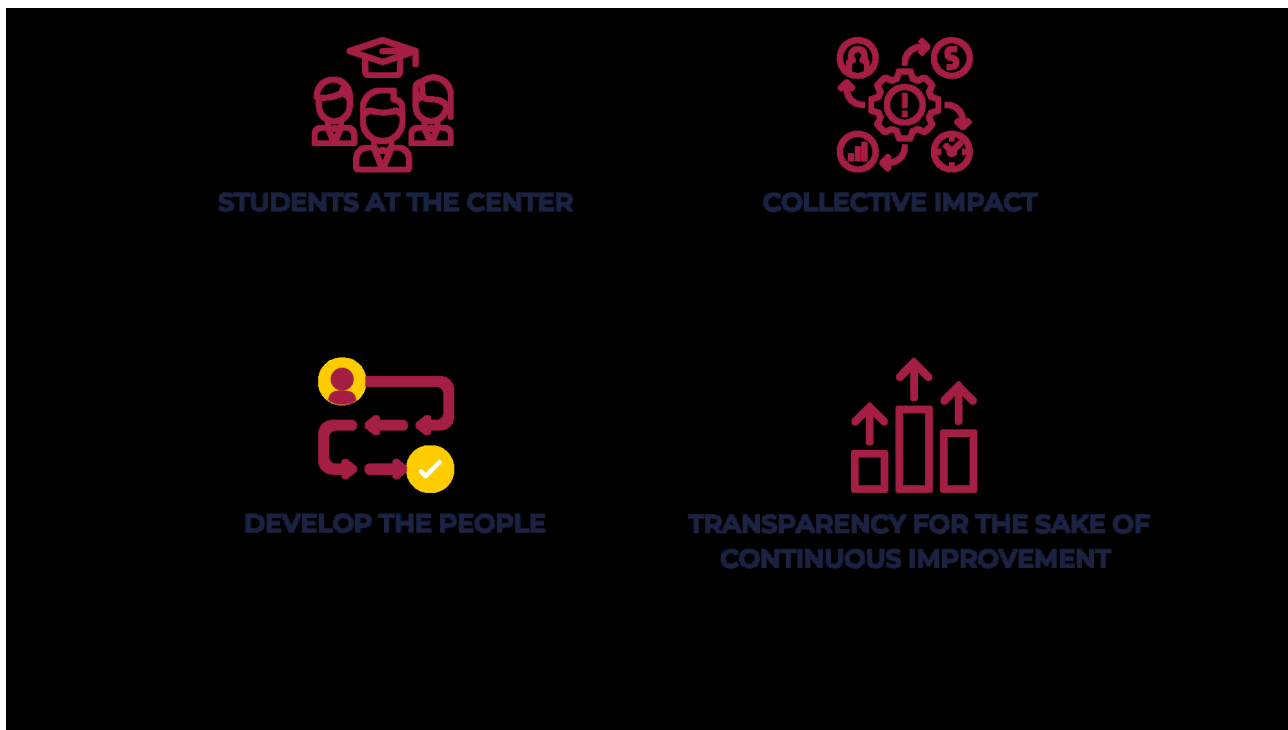 STUDENTS AT THE CENTER
COLLECTIVE IMPACT
DEVELOP THE PEOPLE
TRANSPARENCY FOR THE SAKE OF
CONTINUOUS IMPROVEMENT